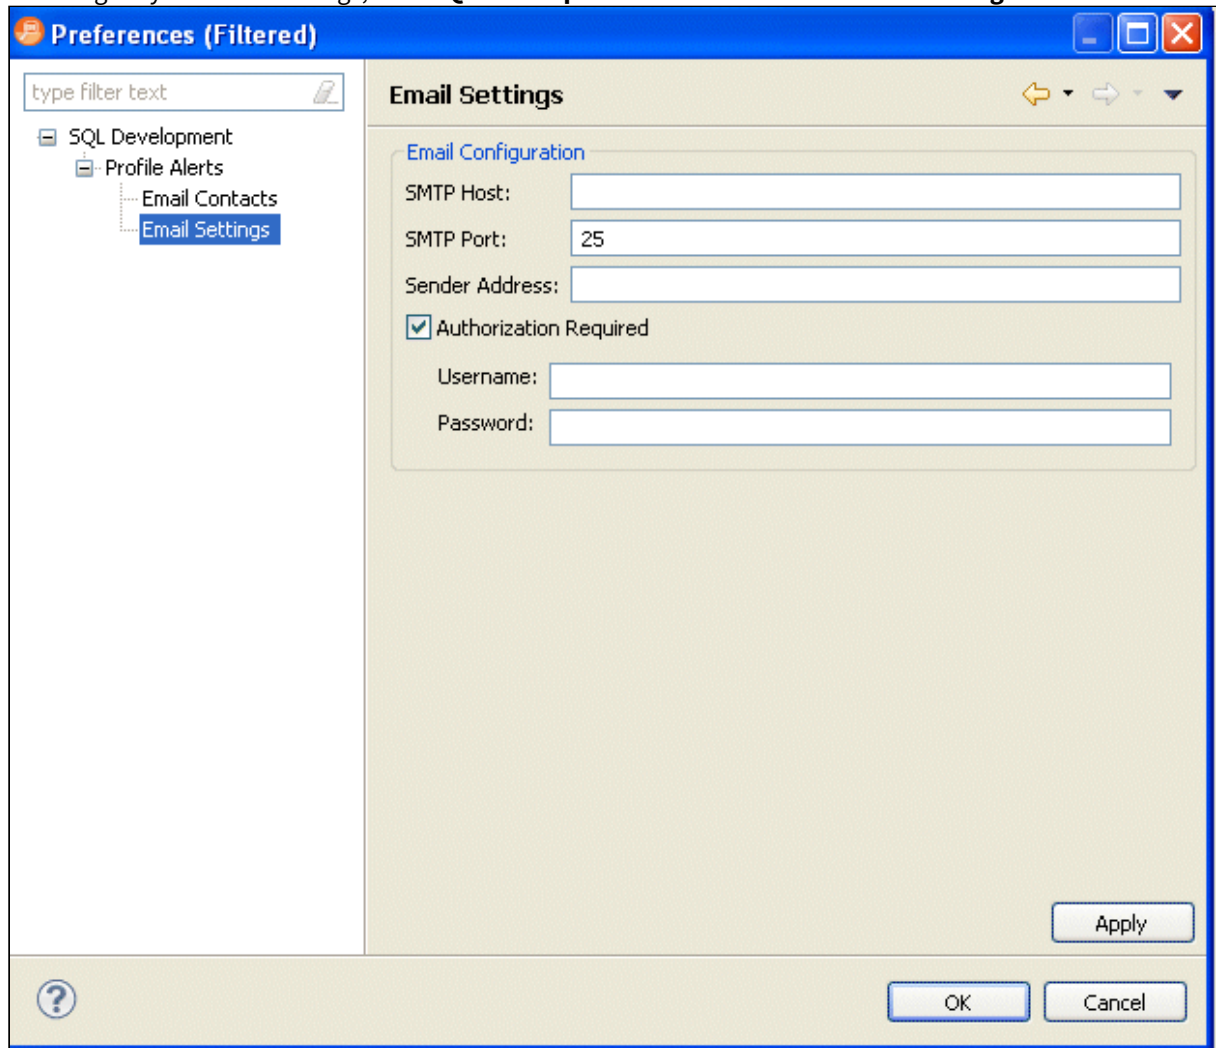 Preferences (Filtered)
type filter text
SQL Development
Profile Alerts
Email Contacts
Email Settings
Email Settings
Email Configuration
SMTP Host:
SMTP Port: 25
Sender Address:
Authorization Required
Username:
Password:
Apply
OK
Cancel